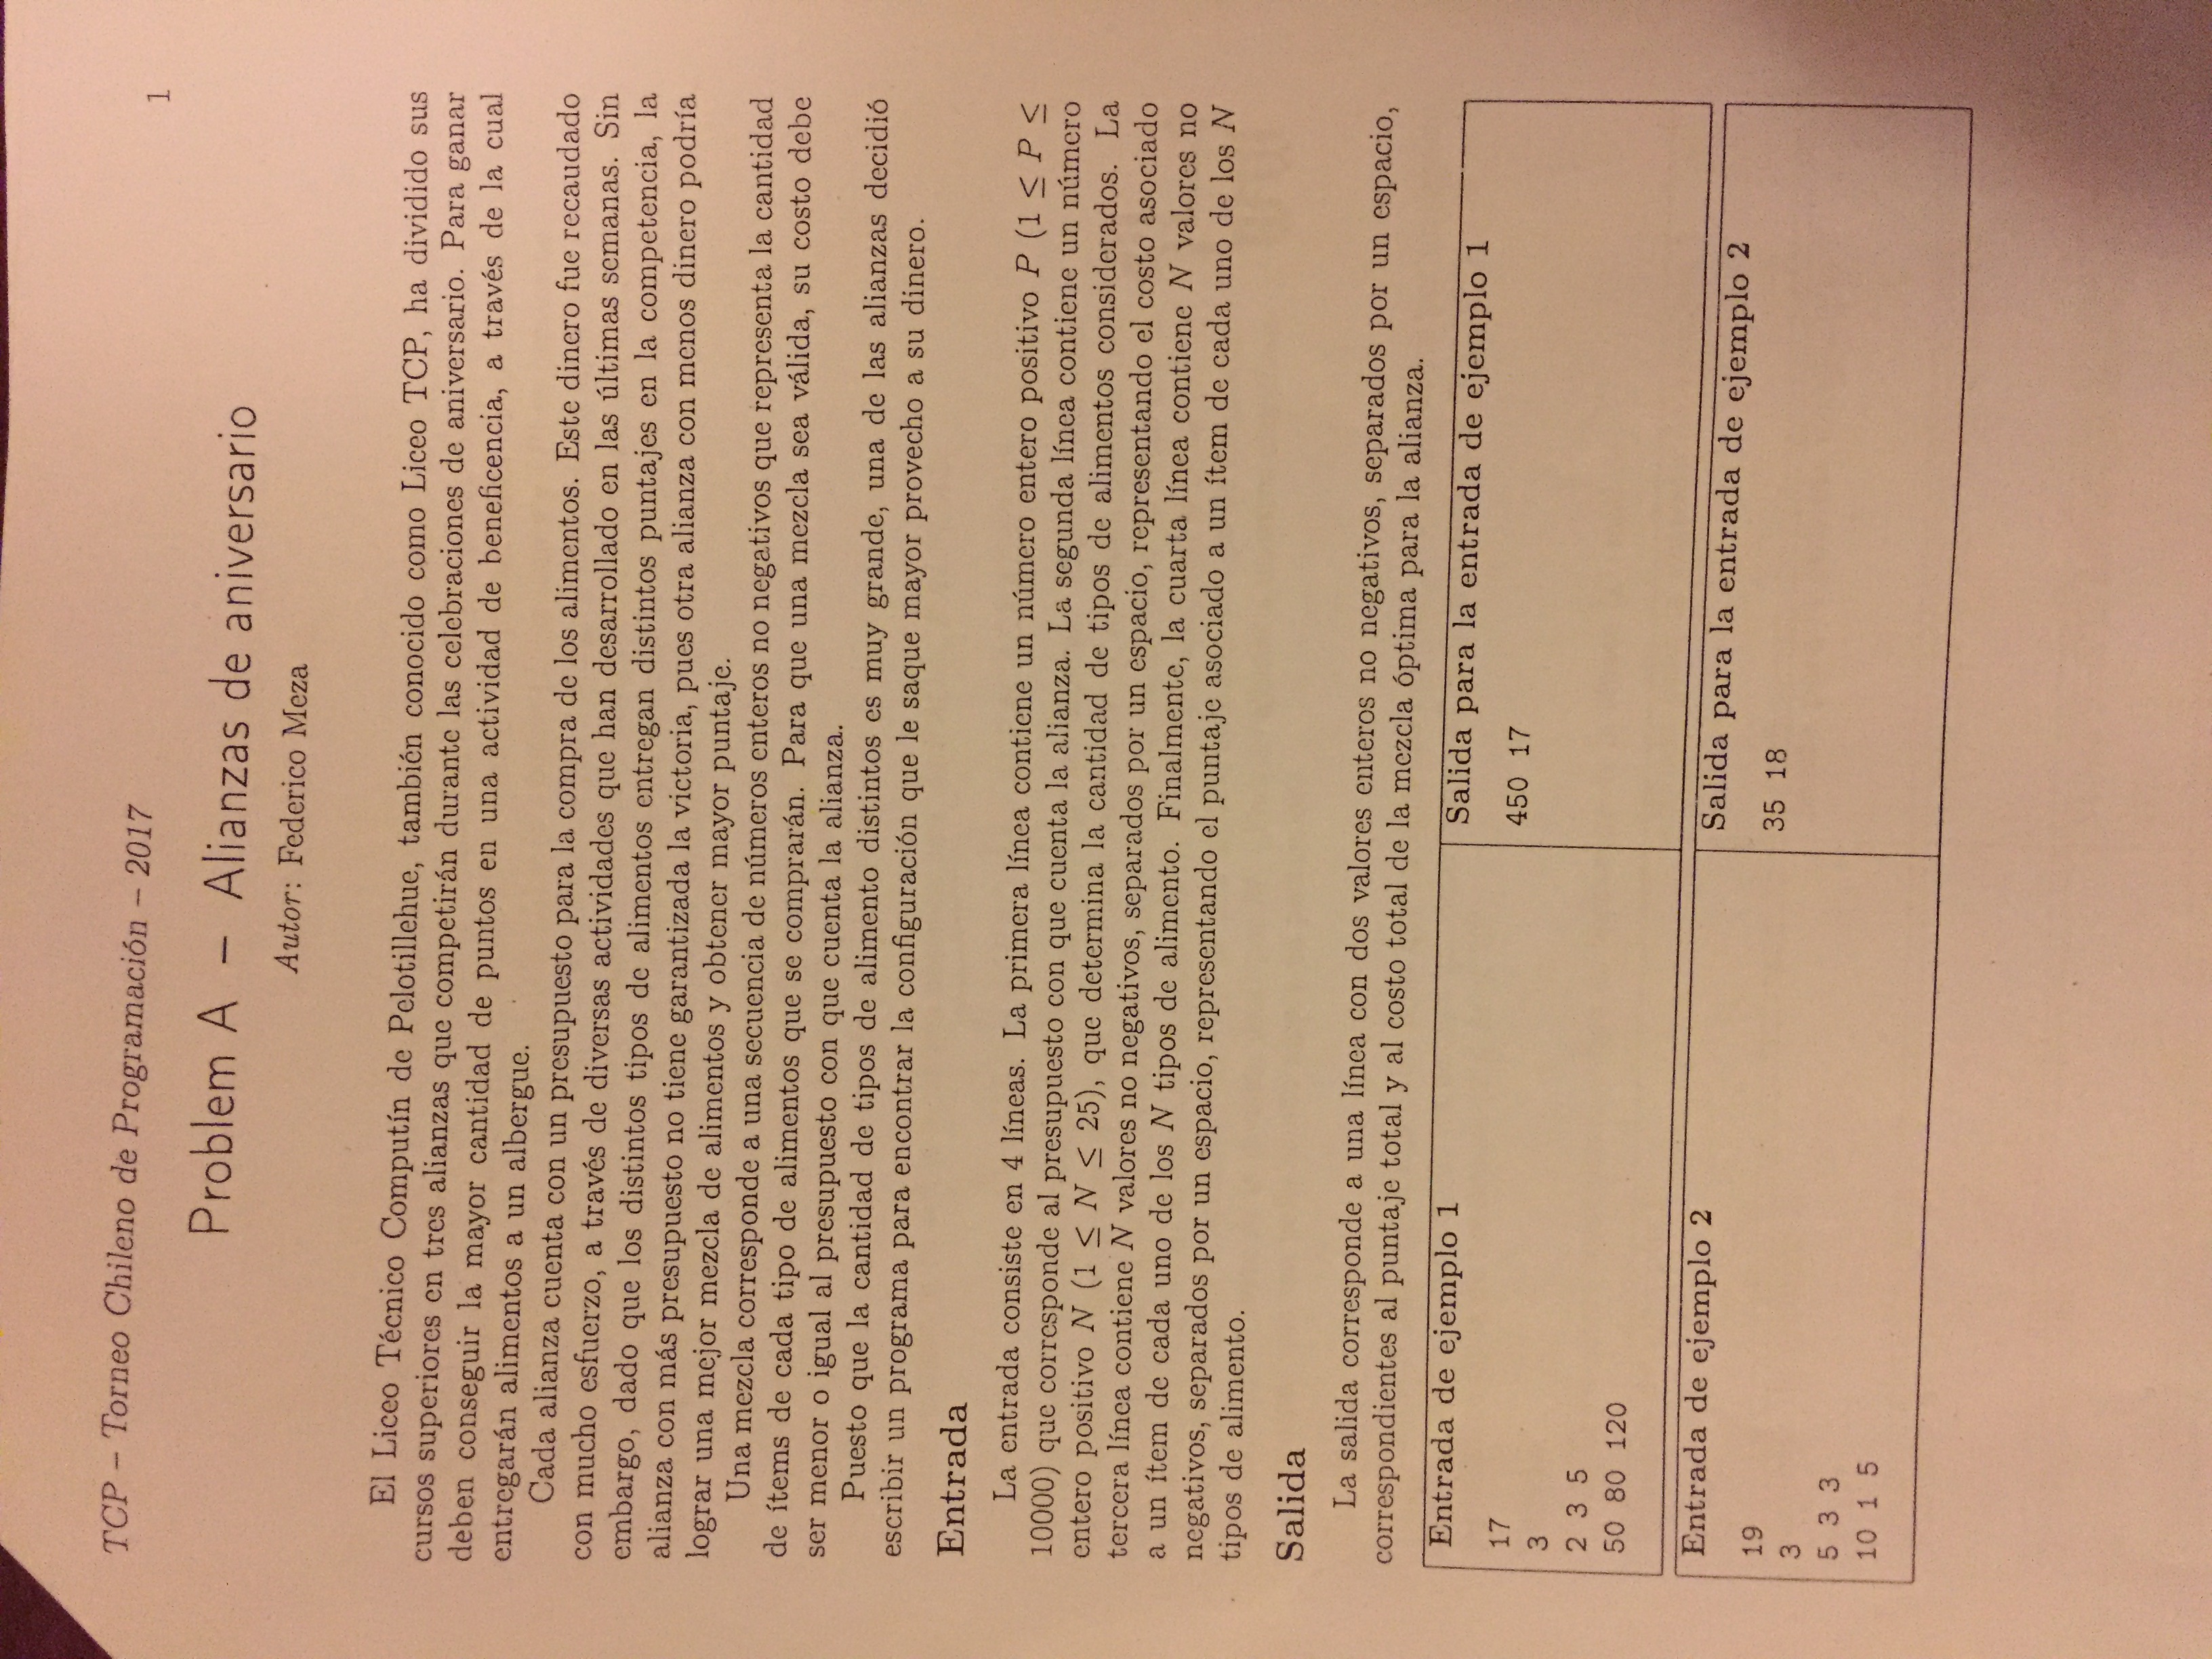 TCP – Torneo Chileno de Programación – 2017
1
Problem A – Alianzas de aniversario
Autor: Federico Meza
El Liceo Técnico Computín de Pelotillehue, también conocido como Liceo TCP, ha dividido sus
cursos superiores en tres alianzas que competirán durante las celebraciones de aniversario. Para ganar
deben conseguir la mayor cantidad de puntos en una actividad de beneficencia, a través de la cual
entregarán alimentos a un albergue.
Cada alianza cuenta con un presupuesto para la compra de los alimentos. Este dinero fue recaudado
con mucho esfuerzo, a través de diversas actividades que han desarrollado en las últimas semanas. Sin
embargo, dado que los distintos tipos de alimentos entregan distintos puntajes en la competencia, la
alianza con más presupuesto no tiene garantizada la victoria, pues otra alianza con menos dinero podría
lograr una mejor mezcla de alimentos y obtener mayor puntaje.
Una mezcla corresponde a una secuencia de números enteros no negativos que representa la cantidad
de ítems de cada tipo de alimentos que se comprarán. Para que una mezcla sea válida, su costo debe
ser menor o igual al presupuesto con que cuenta la alianza.
Puesto que la cantidad de tipos de alimento distintos es muy grande, una de las alianzas decidió
escribir un programa para encontrar la configuración que le saque mayor provecho a su dinero.
Entrada
La entrada consiste en 4 líneas. La primera línea contiene un número entero positivo P (1 ≤ P ≤
10000) que corresponde al presupuesto con que cuenta la alianza. La segunda línea contiene un número
entero positivo N (1 ≤ N ≤ 25), que determina la cantidad de tipos de alimentos considerados. La
tercera línea contiene N valores no negativos, separados por un espacio, representando el costo asociado
a un ítem de cada uno de los N tipos de alimento. Finalmente, la cuarta línea contiene N valores no
negativos, separados por un espacio, representando el puntaje asociado a un ítem de cada uno de los N
tipos de alimento.
Salida
La salida corresponde a una línea con dos valores enteros no negativos, separados por un espacio,
correspondientes al puntaje total y al costo total de la mezcla óptima para la alianza.
Entrada de ejemplo 1
17
3
2 3 5
50 80 120
Salida para la entrada de ejemplo 1
450 17
Entrada de ejemplo 2
19
3
5 3 3
10 1 5
Salida para la entrada de ejemplo 2
35 18